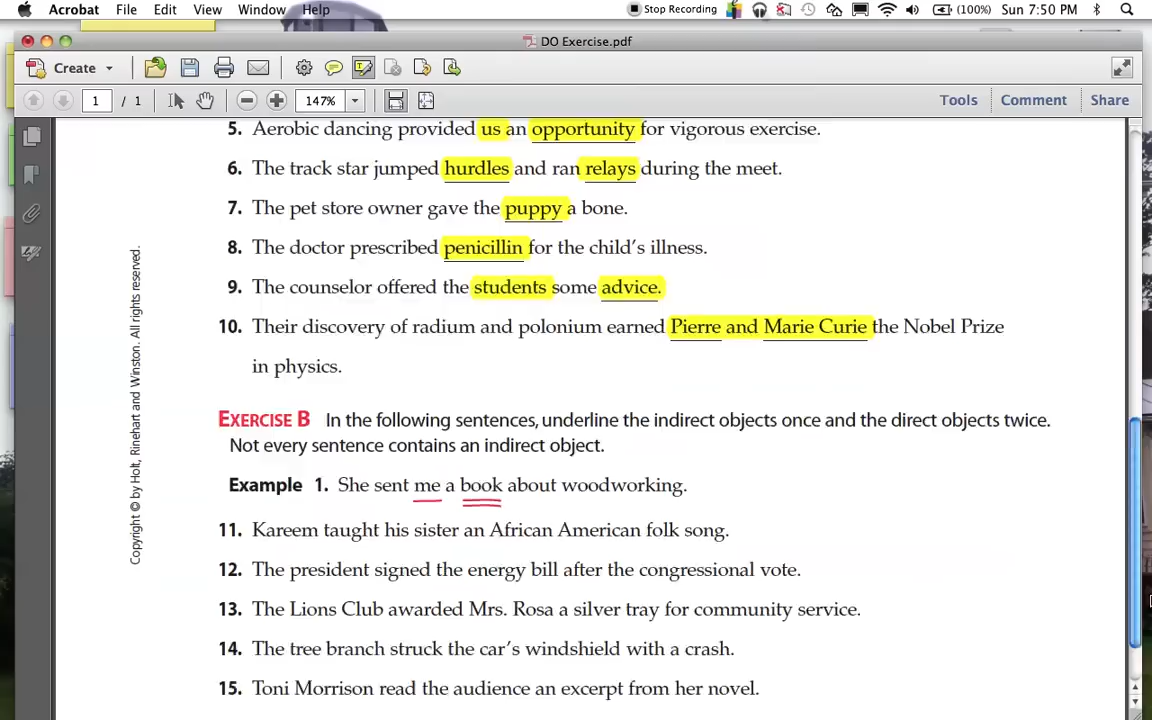 Acrobat File Edit View Window Help Stop Recording (100%) Sun 7:50 PM
DO Exercise.pdf
Create
1 / 1 147% Tools Comment Share
5. Aerobic dancing provided us an opportunity for vigorous exercise.
6. The track star jumped hurdles and ran relays during the meet.
7. The pet store owner gave the puppy a bone.
8. The doctor prescribed penicillin for the child's illness.
9. The counselor offered the students some advice.
10. Their discovery of radium and polonium earned Pierre and Marie Curie the Nobel Prize
in physics.
EXERCISE B In the following sentences, underline the indirect objects once and the direct objects twice.
Not every sentence contains an indirect object.
Example 1. She sent me a book about woodworking.
11. Kareem taught his sister an African American folk song.
12. The president signed the energy bill after the congressional vote.
13. The Lions Club awarded Mrs. Rosa a silver tray for community service.
14. The tree branch struck the car's windshield with a crash.
15. Toni Morrison read the audience an excerpt from her novel.
Copyright © by Holt, Rinehart and Winston. All rights reserved.